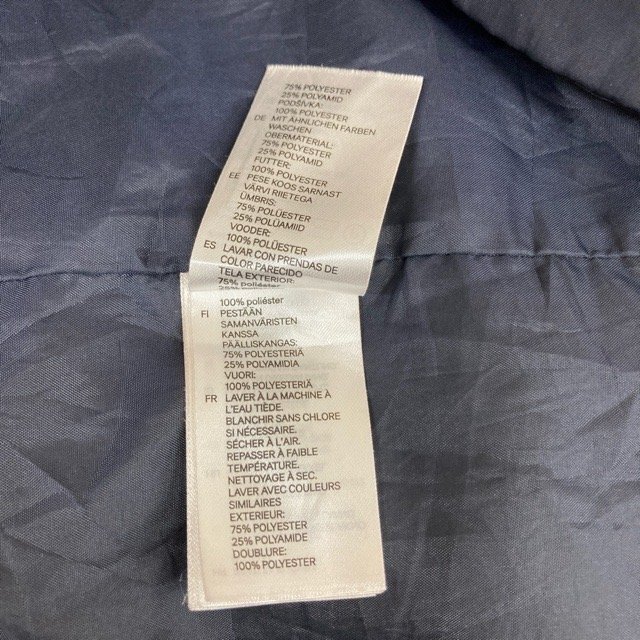 75% POLYESTER
25% POLYAMID
PODŠÍVKA:
100% POLYESTER
DE MIT ÄHNLICHEN FARBEN
WASCHEN
OBERMATERIAL:
75% POLYESTER
25% POLYAMID
FUTTER:
100% POLYESTER
EE PESE KOOS SARNAST
VÄRVI RIIETEGA
ÜMBRIS:
75% POLÜESTER
25% POLÜAMIID
VOODER:
100% POLÜESTER
ES LAVAR CON PRENDAS DE
COLOR PARECIDO
TELA EXTERIOR:
75% poliéster
100% poliéster
FI PESTÄÄN
SAMANVÄRISTEN
KANSSA
PÄÄLLISKANGAS:
75% POLYESTERIÄ
25% POLYAMIDIA
VUORI:
100% POLYESTERIÄ
FR LAVER À LA MACHINE À
L'EAU TIÈDE.
BLANCHIR SANS CHLORE
SI NÉCESSAIRE.
SÉCHER À L'AIR.
REPASSER À FAIBLE
TEMPÉRATURE.
NETTOYAGE À SEC.
LAVER AVEC COULEURS
SIMILAIRES
EXTERIEUR:
75% POLYESTER
25% POLYAMIDE
DOUBLURE:
100% POLYESTER